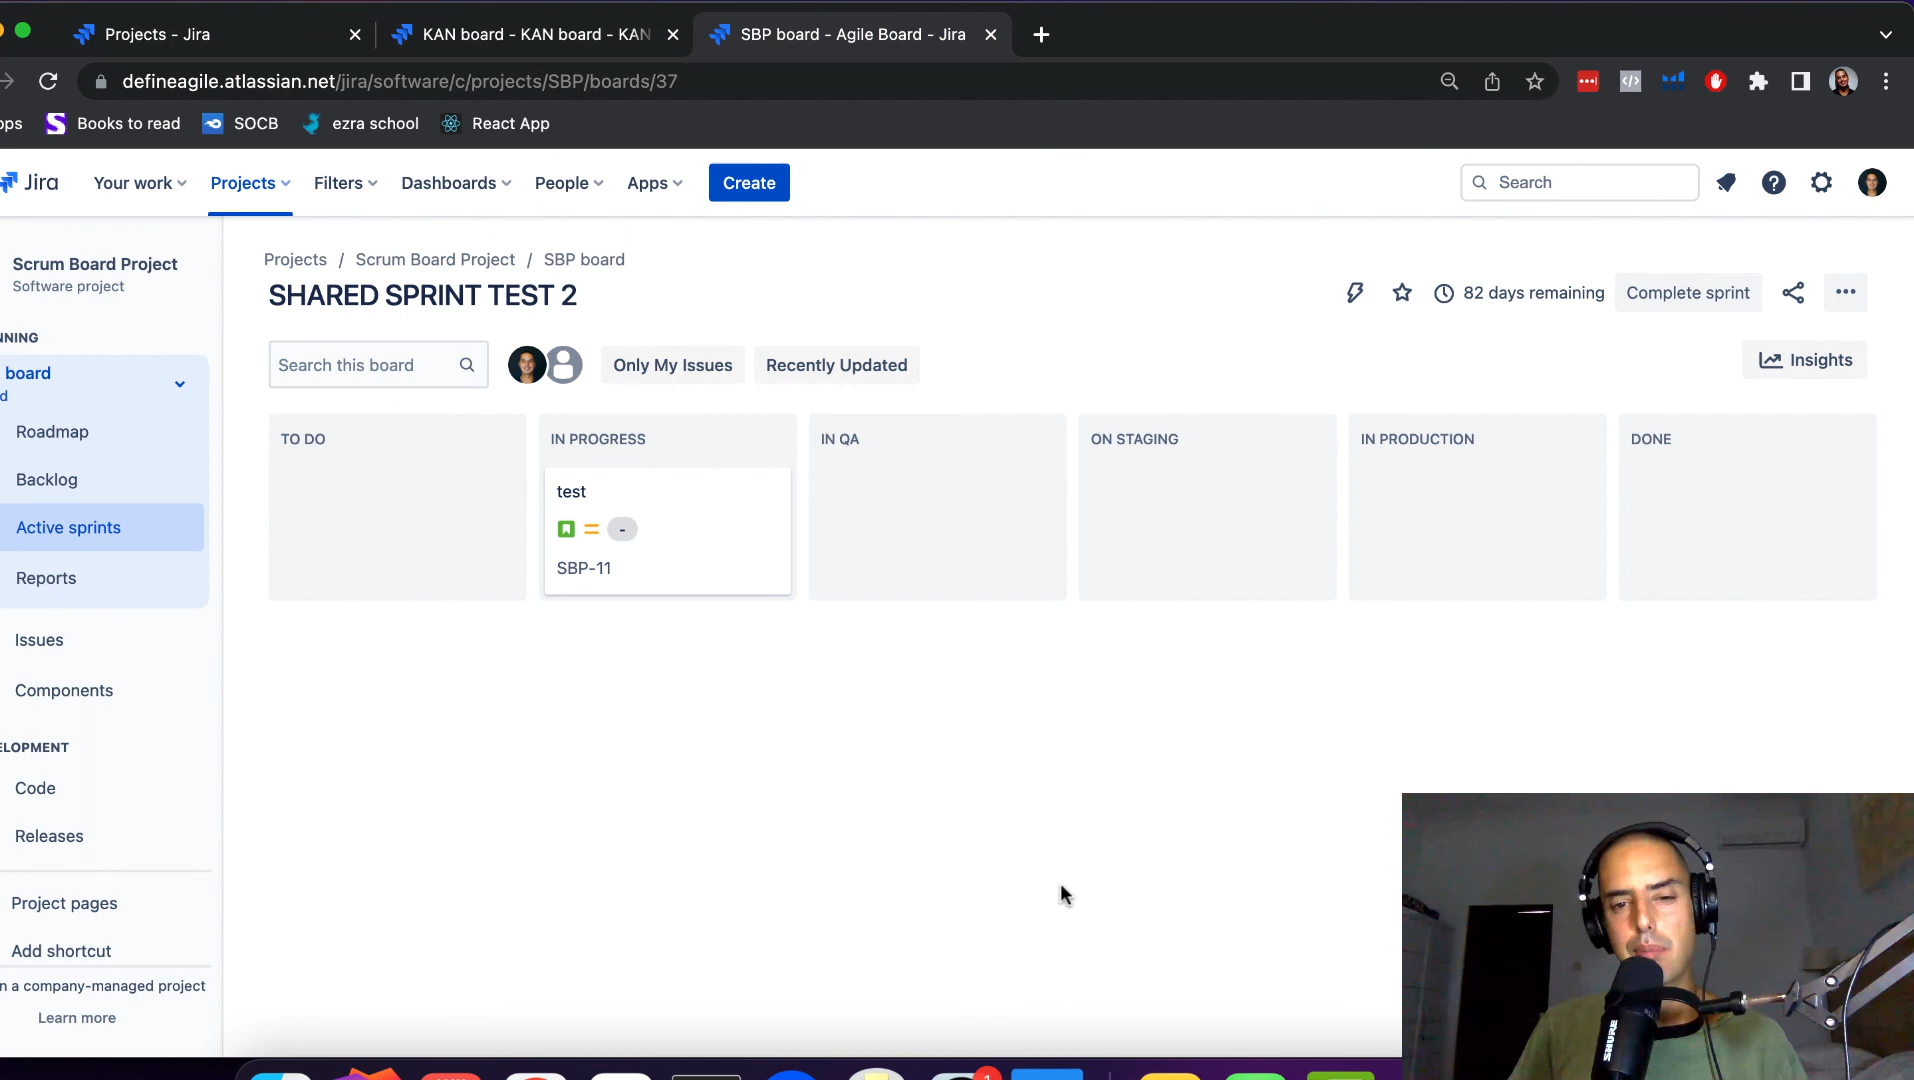 Projects - Jira
KAN board - KAN board - KAN
SBP board - Agile Board - Jira
defineagile.atlassian.net/jira/software/c/projects/SBP/boards/37
ops
Books to read
SOCB
ezra school
React App
Jira
Your work
Projects
Filters
Dashboards
People
Apps
Create
Search
Scrum Board Project
Software project
Projects / Scrum Board Project / SBP board
SHARED SPRINT TEST 2
82 days remaining
Complete sprint
NNING
board
d
Roadmap
Backlog
Active sprints
Reports
Issues
Components
ELOPMENT
Code
Releases
Project pages
Add shortcut
n a company-managed project
Learn more
Search this board
Only My Issues
Recently Updated
Insights
TO DO
IN PROGRESS
IN QA
ON STAGING
IN PRODUCTION
DONE
test
-
SBP-11
SHURE
1